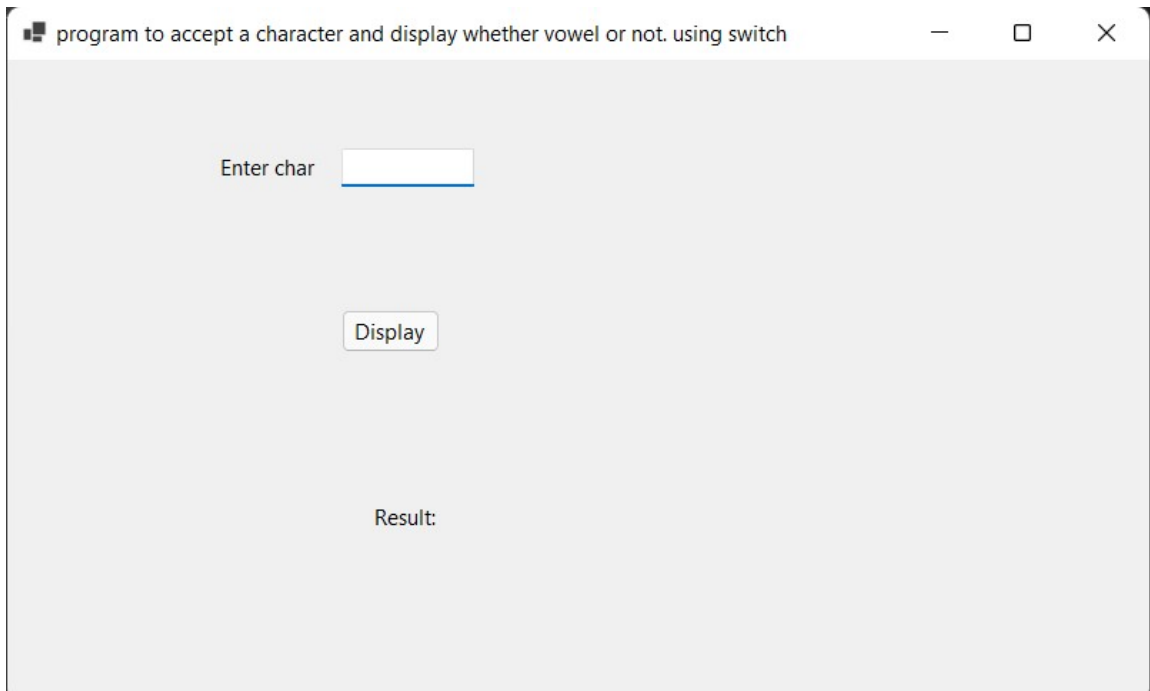 program to accept a character and display whether vowel or not. using switch
Enter char
Display
Result: